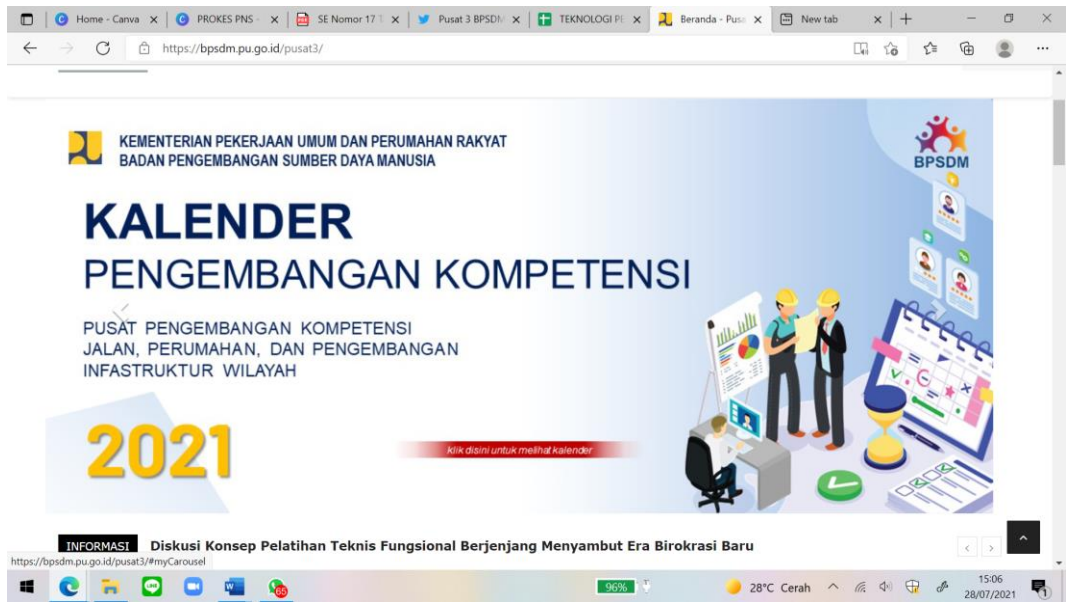 Home - Canva
PROKES PNS -
SE Nomor 17 T
Pusat 3 BPSDM
TEKNOLOGI PE
Beranda - Pusa
New tab
https://bpsdm.pu.go.id/pusat3/
KEMENTERIAN PEKERJAAN UMUM DAN PERUMAHAN RAKYAT
BADAN PENGEMBANGAN SUMBER DAYA MANUSIA
BPSDM
KALENDER
PENGEMBANGAN KOMPETENSI
PUSAT PENGEMBANGAN KOMPETENSI
JALAN, PERUMAHAN, DAN PENGEMBANGAN
INFASTRUKTUR WILAYAH
2021
klik disini untuk melihat kalender
INFORMASI Diskusi Konsep Pelatihan Teknis Fungsional Berjenjang Menyambut Era Birokrasi Baru
https://bpsdm.pu.go.id/pusat3/#myCarousel
65
96%
28°C Cerah
15:06
28/07/2021
1